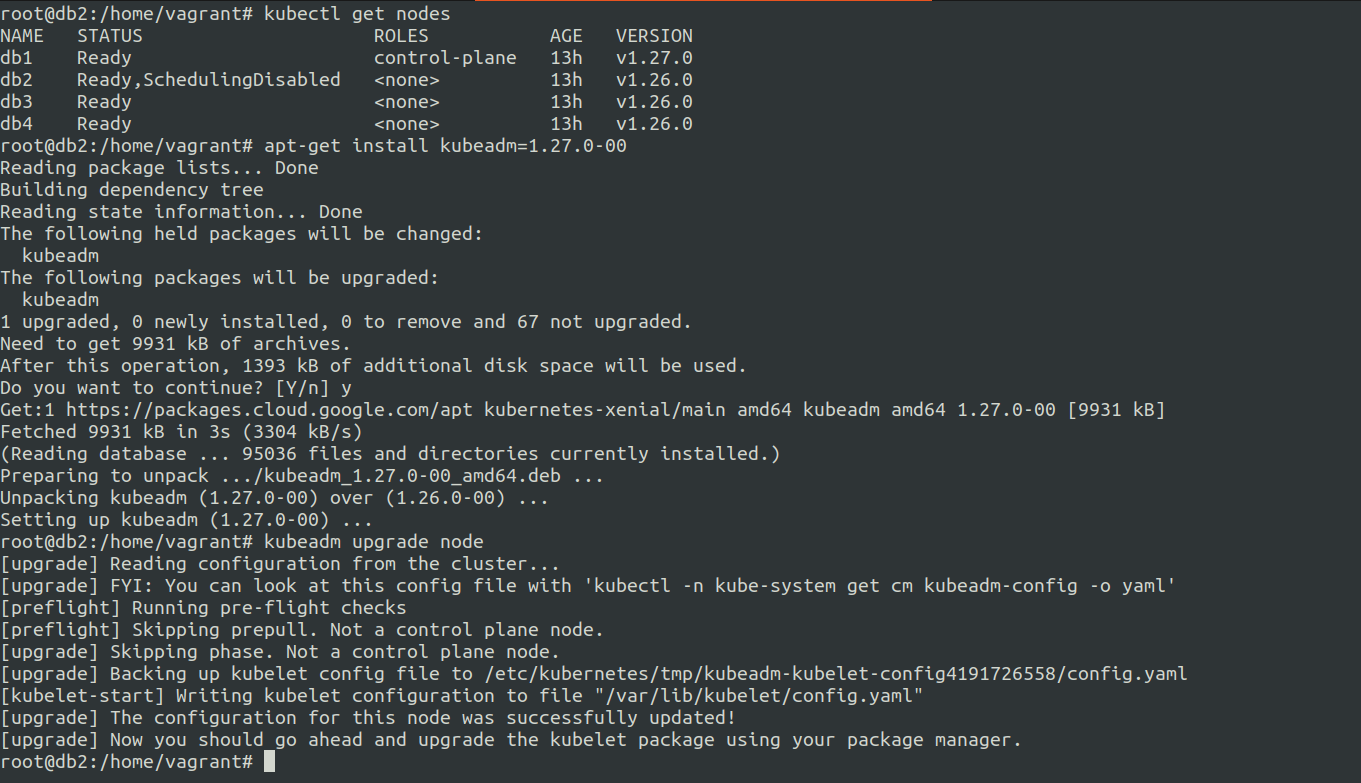 root@db2:/home/vagrant# kubectl get nodes
NAME   STATUS                     ROLES           AGE   VERSION
db1    Ready                      control-plane   13h   v1.27.0
db2    Ready,SchedulingDisabled   <none>          13h   v1.26.0
db3    Ready                      <none>          13h   v1.26.0
db4    Ready                      <none>          13h   v1.26.0
root@db2:/home/vagrant# apt-get install kubeadm=1.27.0-00
Reading package lists... Done
Building dependency tree
Reading state information... Done
The following held packages will be changed:
  kubeadm
The following packages will be upgraded:
  kubeadm
1 upgraded, 0 newly installed, 0 to remove and 67 not upgraded.
Need to get 9931 kB of archives.
After this operation, 1393 kB of additional disk space will be used.
Do you want to continue? [Y/n] y
Get:1 https://packages.cloud.google.com/apt kubernetes-xenial/main amd64 kubeadm amd64 1.27.0-00 [9931 kB]
Fetched 9931 kB in 3s (3304 kB/s)
(Reading database ... 95036 files and directories currently installed.)
Preparing to unpack .../kubeadm_1.27.0-00_amd64.deb ...
Unpacking kubeadm (1.27.0-00) over (1.26.0-00) ...
Setting up kubeadm (1.27.0-00) ...
root@db2:/home/vagrant# kubeadm upgrade node
[upgrade] Reading configuration from the cluster...
[upgrade] FYI: You can look at this config file with 'kubectl -n kube-system get cm kubeadm-config -o yaml'
[preflight] Running pre-flight checks
[preflight] Skipping prepull. Not a control plane node.
[upgrade] Skipping phase. Not a control plane node.
[upgrade] Backing up kubelet config file to /etc/kubernetes/tmp/kubeadm-kubelet-config4191726558/config.yaml
[kubelet-start] Writing kubelet configuration to file "/var/lib/kubelet/config.yaml"
[upgrade] The configuration for this node was successfully updated!
[upgrade] Now you should go ahead and upgrade the kubelet package using your package manager.
root@db2:/home/vagrant#